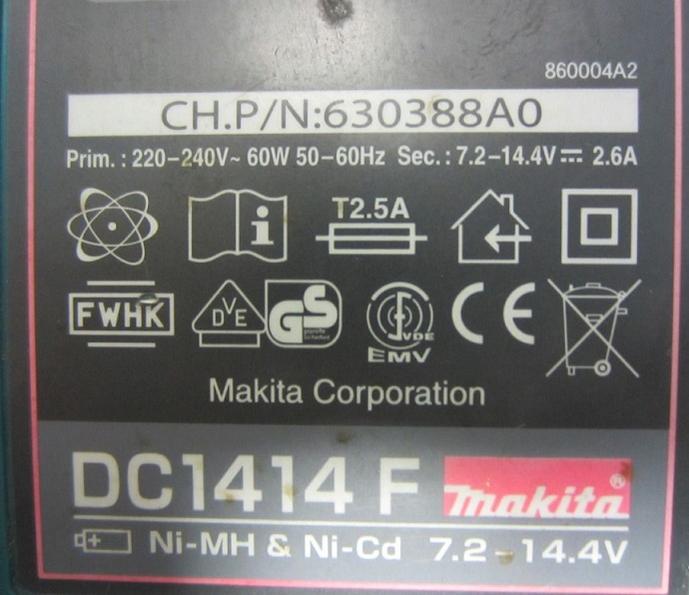 860004A2
CH.P/N:630388A0
Prim. : 220-240V~ 60W 50-60Hz Sec. : 7.2-14.4V⎓ 2.6A
T2.5A
FWHK DVE GS VDE CE
EMV
Makita Corporation
DC1414 F makita®
Ni-MH & Ni-Cd 7.2-14.4V